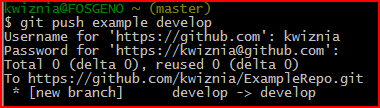 kwiznia@FOSGENO ~ (master)
$ git push example develop
Username for 'https://github.com': kwiznia
Password for 'https://kwiznia@github.com':
Total 0 (delta 0), reused 0 (delta 0)
To https://github.com/kwiznia/ExampleRepo.git
 * [new branch]      develop -> develop